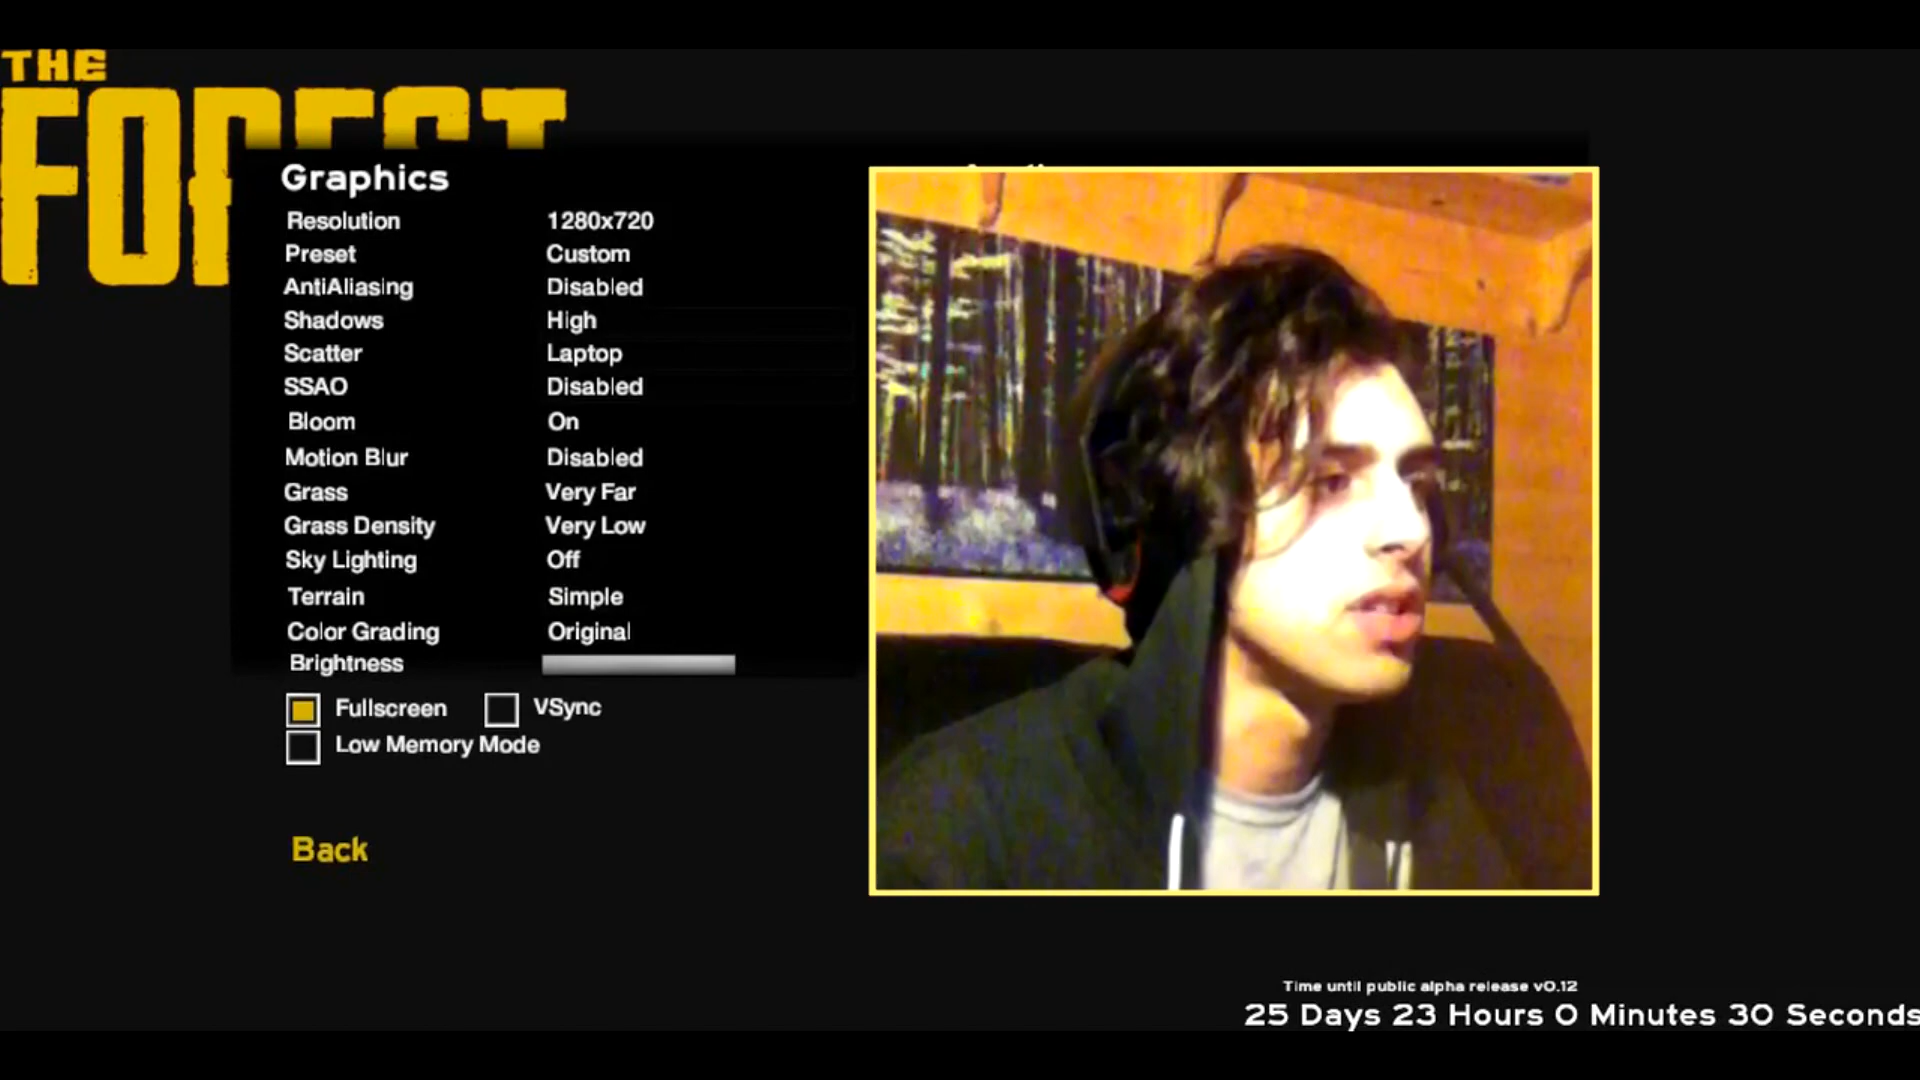 THE
FOREST
Graphics
Resolution 1280x720
Preset Custom
AntiAliasing Disabled
Shadows High
Scatter Laptop
SSAO Disabled
Bloom On
Motion Blur Disabled
Grass Very Far
Grass Density Very Low
Sky Lighting Off
Terrain Simple
Color Grading Original
Brightness
Fullscreen VSync
Low Memory Mode
Back
Time until public alpha release v0.12
25 Days 23 Hours 0 Minutes 30 Seconds